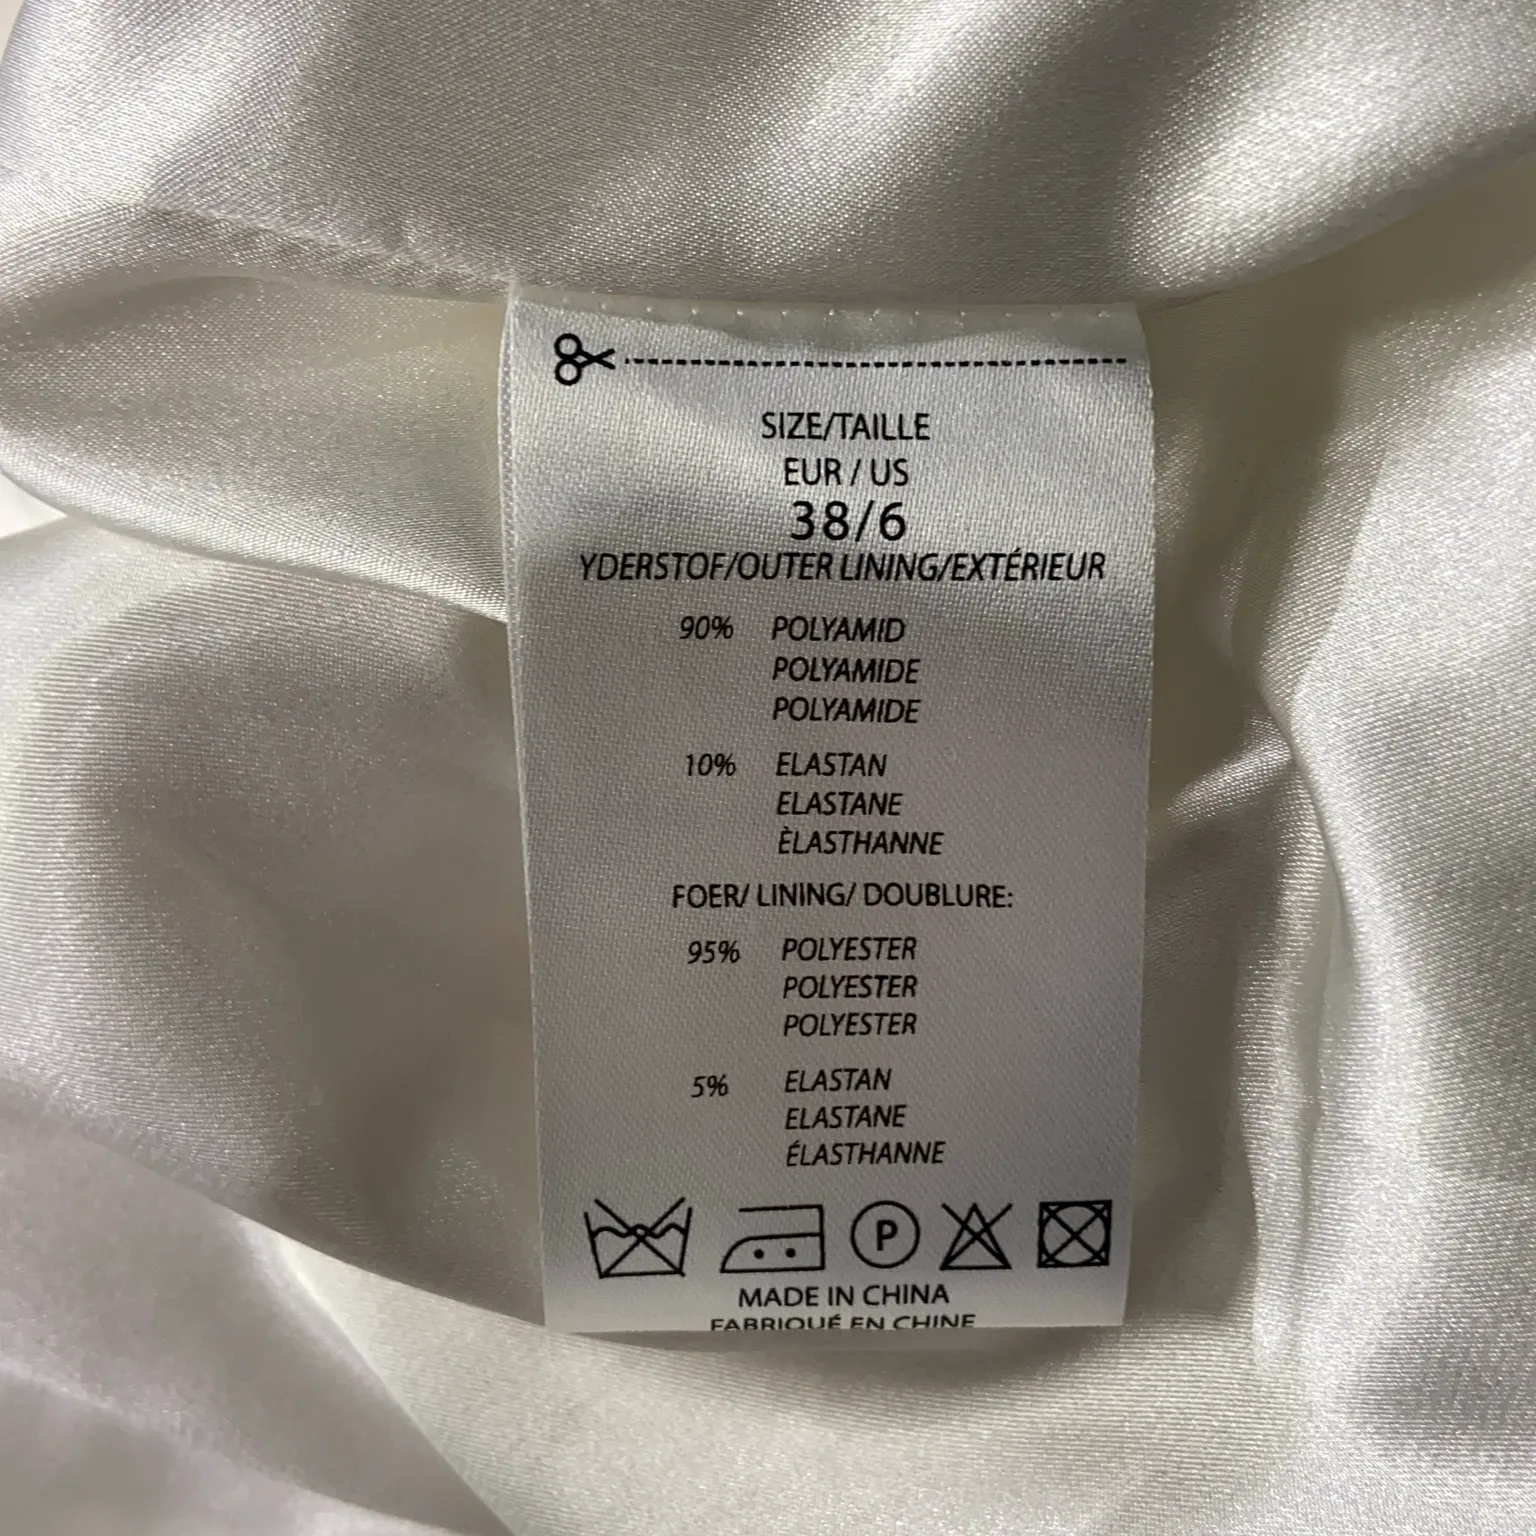 SIZE/TAILLE
EUR / US
38/6
YDERSTOF/OUTER LINING/EXTÉRIEUR
90% POLYAMID
POLYAMIDE
POLYAMIDE
10% ELASTAN
ELASTANE
ÈLASTHANNE
FOER/ LINING/ DOUBLURE:
95% POLYESTER
POLYESTER
POLYESTER
5% ELASTAN
ELASTANE
ÉLASTHANNE
P
MADE IN CHINA
FABRIQUÉ EN CHINE